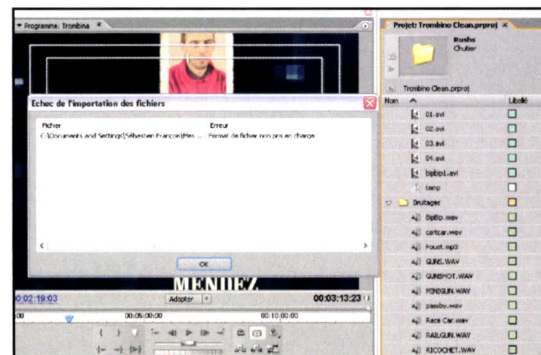 Programme: Trombino
Projet: Trombino Clean.prproj
Rushs
Chutier
Trombino Clean.prproj
Nom
Libellé
Echec de l'importation des fichiers
Fichier
Erreur
C:\Documents and Settings\Sébastien François\Mes ...
Format de fichier non pris en charge
OK
01.avi
02.avi
03.avi
04.avi
bipbip1.avi
temp
Bruitages
BipBip.wav
cartcar.wav
Fouet.mp3
GUNS.WAV
GUNSHOT.WAV
MINIGUN.WAV
passby.wav
Race Car.wav
RAILGUN.WAV
RICOCHET.WAV
MENDEZ
0:02:19:03
Adapter
00:03:13:23
:00
00:05:00:00
00:10:00:00